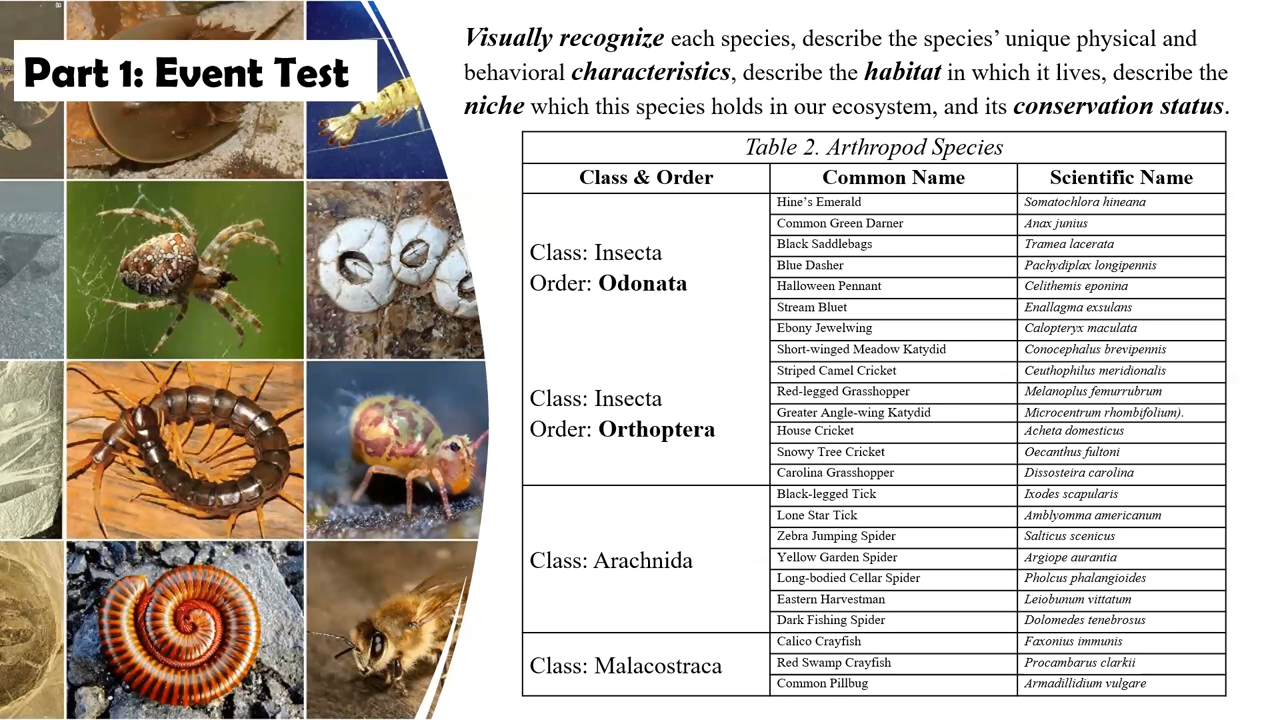 Part 1: Event Test
Visually recognize each species, describe the species’ unique physical and
behavioral characteristics, describe the habitat in which it lives, describe the
niche which this species holds in our ecosystem, and its conservation status.
Table 2. Arthropod Species
Class & Order Common Name Scientific Name
Class: Insecta
Order: Odonata
Hine’s Emerald Somatochlora hineana
Common Green Darner Anax junius
Black Saddlebags Tramea lacerata
Blue Dasher Pachydiplax longipennis
Halloween Pennant Celithemis eponina
Stream Bluet Enallagma exsulans
Ebony Jewelwing Calopteryx maculata
Class: Insecta
Order: Orthoptera
Short-winged Meadow Katydid Conocephalus brevipennis
Striped Camel Cricket Ceuthophilus meridionalis
Red-legged Grasshopper Melanoplus femurrubrum
Greater Angle-wing Katydid Microcentrum rhombifolium).
House Cricket Acheta domesticus
Snowy Tree Cricket Oecanthus fultoni
Carolina Grasshopper Dissosteira carolina
Class: Arachnida
Black-legged Tick Ixodes scapularis
Lone Star Tick Amblyomma americanum
Zebra Jumping Spider Salticus scenicus
Yellow Garden Spider Argiope aurantia
Long-bodied Cellar Spider Pholcus phalangioides
Eastern Harvestman Leiobunum vittatum
Dark Fishing Spider Dolomedes tenebrosus
Class: Malacostraca
Calico Crayfish Faxonius immunis
Red Swamp Crayfish Procambarus clarkii
Common Pillbug Armadillidium vulgare